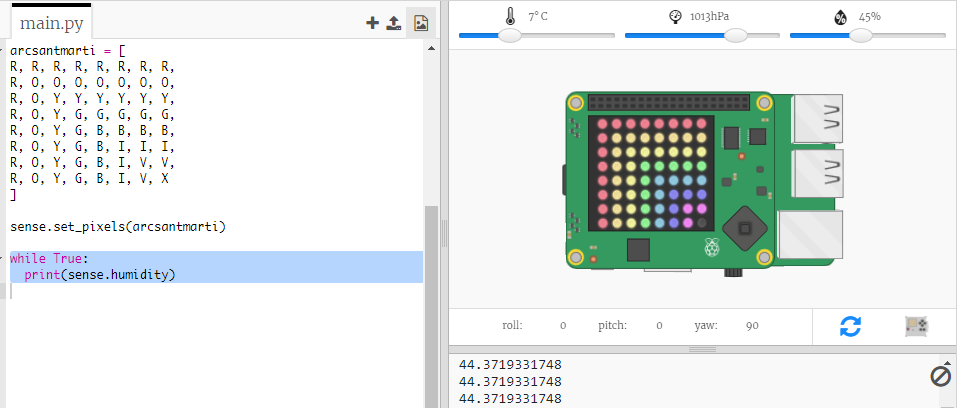 main.py
arcsantmarti = [
R, R, R, R, R, R, R, R,
R, O, O, O, O, O, O, O,
R, O, Y, Y, Y, Y, Y, Y,
R, O, Y, G, G, G, G, G,
R, O, Y, G, B, B, B, B,
R, O, Y, G, B, I, I, I,
R, O, Y, G, B, I, V, V,
R, O, Y, G, B, I, V, X
]
sense.set_pixels(arcsantmarti)
while True:
  print(sense.humidity)
7° C
1013hPa
45%
roll: 0 pitch: 0 yaw: 90
44.3719331748
44.3719331748
44.3719331748